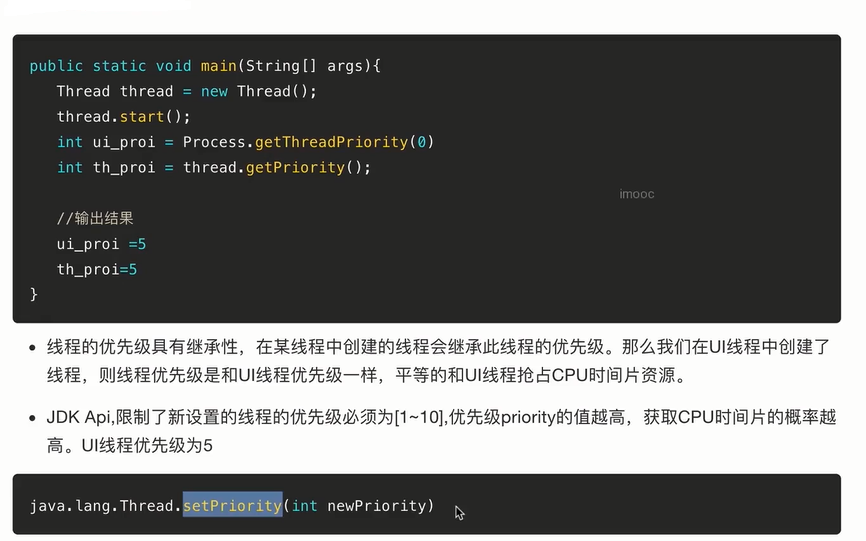 public static void main(String[] args){
Thread thread = new Thread();
thread.start();
int ui_proi = Process.getThreadPriority(0)
int th_proi = thread.getPriority();
imooc
//输出结果
ui_proi =5
th_proi=5
}
• 线程的优先级具有继承性，在某线程中创建的线程会继承此线程的优先级。那么我们在UI线程中创建了
线程，则线程优先级是和UI线程优先级一样，平等的和UI线程抢占CPU时间片资源。
• JDK Api,限制了新设置的线程的优先级必须为[1~10],优先级priority的值越高，获取CPU时间片的概率越
高。UI线程优先级为5
java.lang.Thread.setPriority(int newPriority)